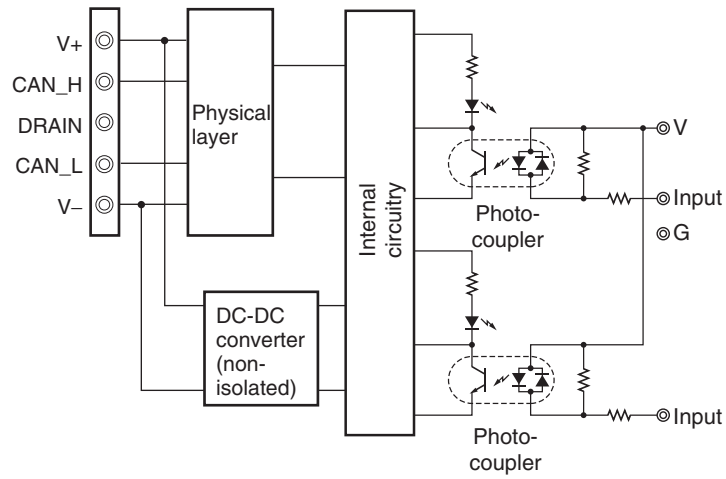 V+
CAN_H
DRAIN
CAN_L
V–
Physical
layer
DC-DC
converter
(non-
isolated)
Internal
circuitry
Photo-
coupler
V
Input
G
Photo-
coupler
Input